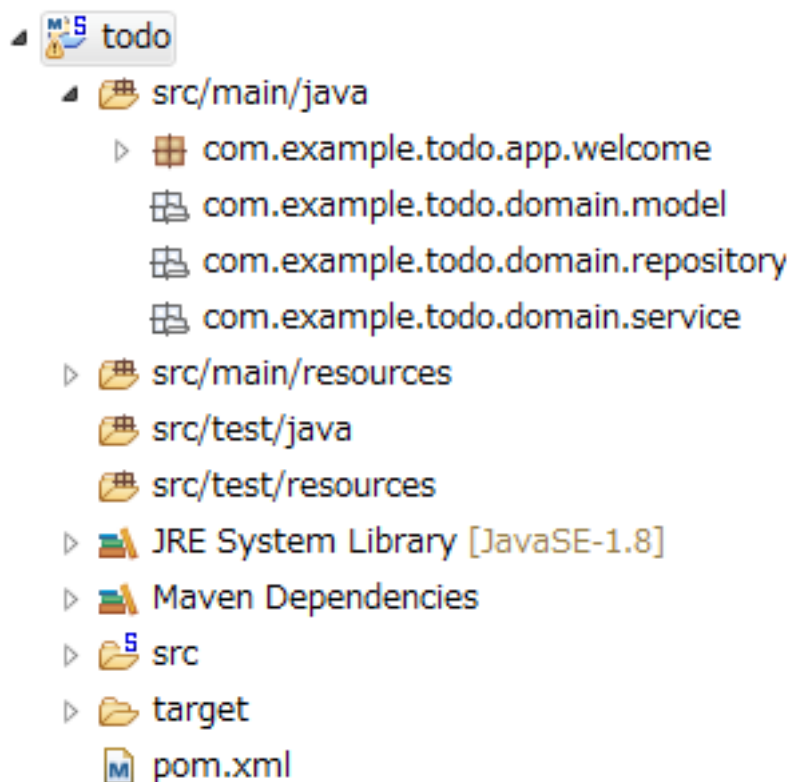 todo
src/main/java
com.example.todo.app.welcome
com.example.todo.domain.model
com.example.todo.domain.repository
com.example.todo.domain.service
src/main/resources
src/test/java
src/test/resources
JRE System Library [JavaSE-1.8]
Maven Dependencies
src
target
pom.xml